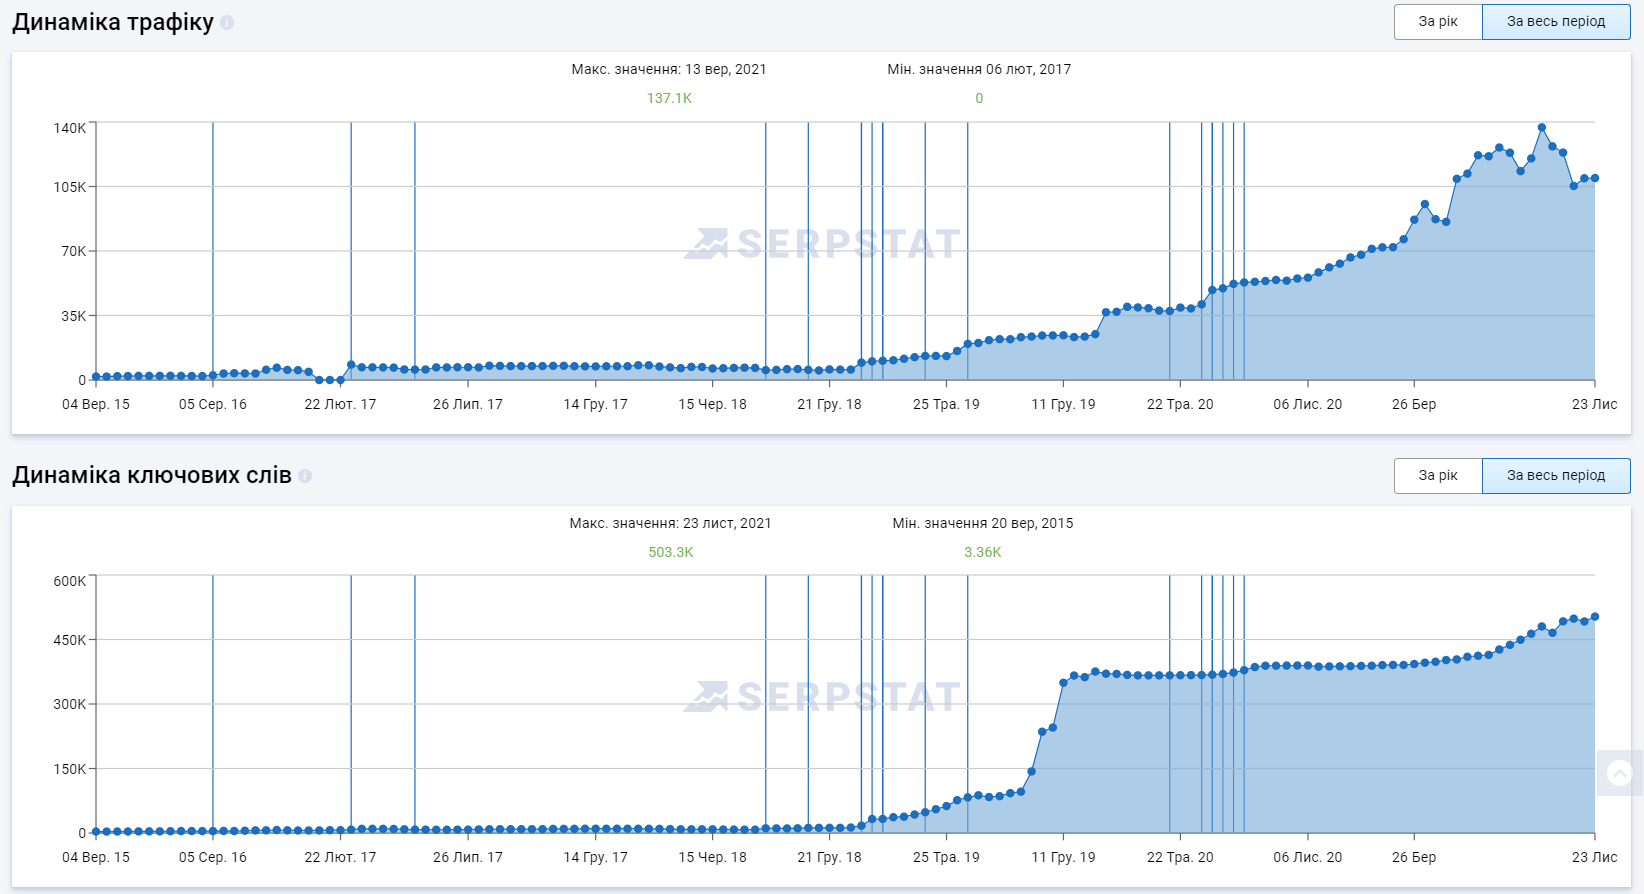 Динаміка трафіку
За рік За весь період
Макс. значення: 13 вер, 2021 Мін. значення 06 лют, 2017
137.1K 0
140K
105K
70K
35K
0
SERPSTAT
04 Вер. 15 05 Сер. 16 22 Лют. 17 26 Лип. 17 14 Гру. 17 15 Чер. 18 21 Гру. 18 25 Тра. 19 11 Гру. 19 22 Тра. 20 06 Лис. 20 26 Бер 23 Лис
Динаміка ключових слів
За рік За весь період
Макс. значення: 23 лист, 2021 Мін. значення 20 вер, 2015
503.3K 3.36K
600K
450K
300K
150K
0
SERPSTAT
04 Вер. 15 05 Сер. 16 22 Лют. 17 26 Лип. 17 14 Гру. 17 15 Чер. 18 21 Гру. 18 25 Тра. 19 11 Гру. 19 22 Тра. 20 06 Лис. 20 26 Бер 23 Лис